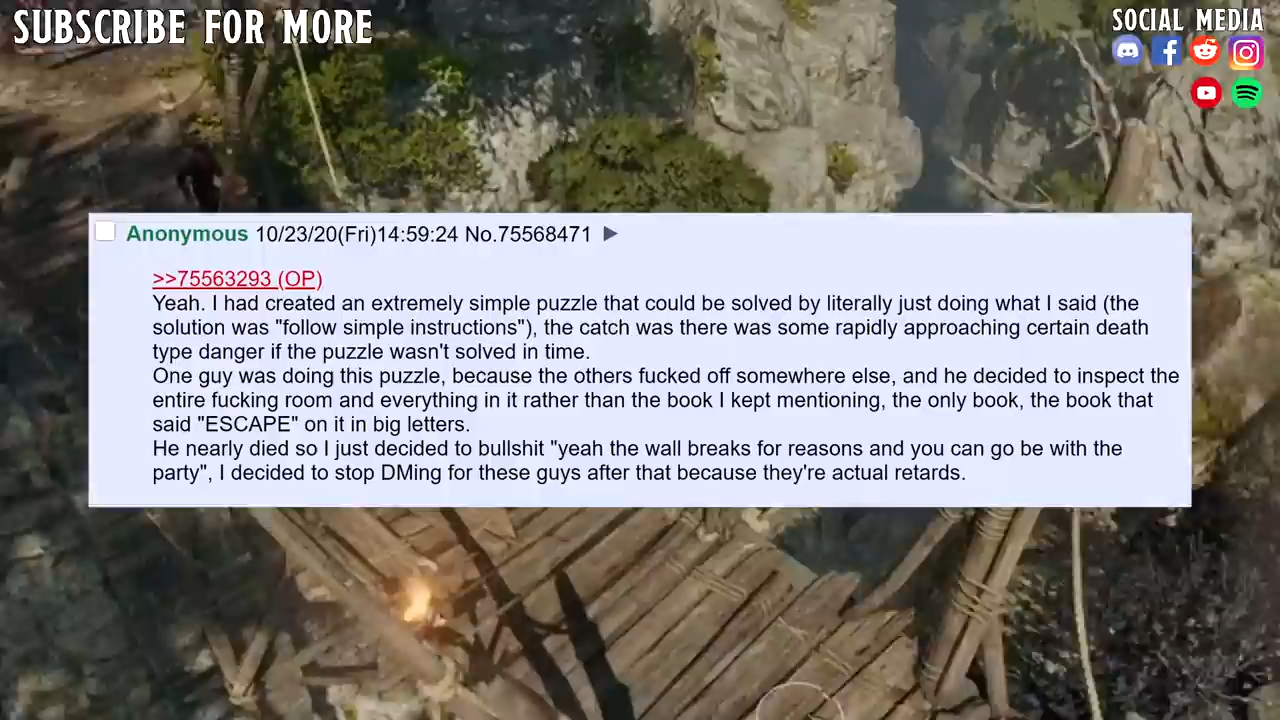 SUBSCRIBE FOR MORE
SOCIAL MEDIA
Anonymous 10/23/20(Fri)14:59:24 No.75568471
>>75563293 (OP)
Yeah. I had created an extremely simple puzzle that could be solved by literally just doing what I said (the
solution was "follow simple instructions"), the catch was there was some rapidly approaching certain death
type danger if the puzzle wasn't solved in time.
One guy was doing this puzzle, because the others fucked off somewhere else, and he decided to inspect the
entire fucking room and everything in it rather than the book I kept mentioning, the only book, the book that
said "ESCAPE" on it in big letters.
He nearly died so I just decided to bullshit "yeah the wall breaks for reasons and you can go be with the
party", I decided to stop DMing for these guys after that because they're actual retards.